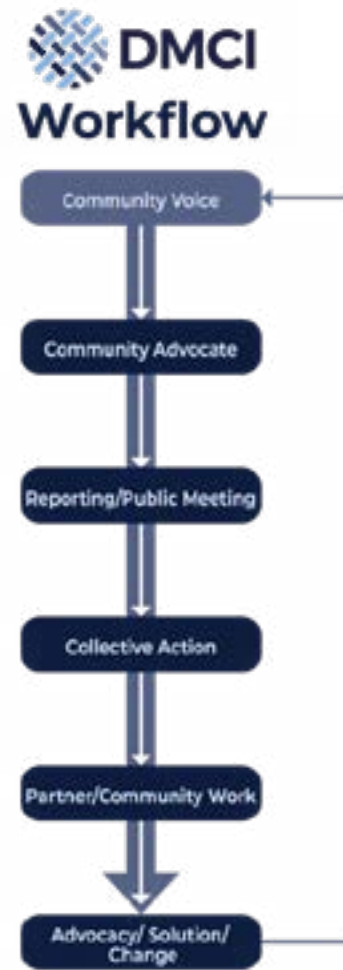 DMCI
Workflow
Community Voice
Community Advocate
Reporting/Public Meeting
Collective Action
Partner/Community Work
Advocacy/ Solution/
Change